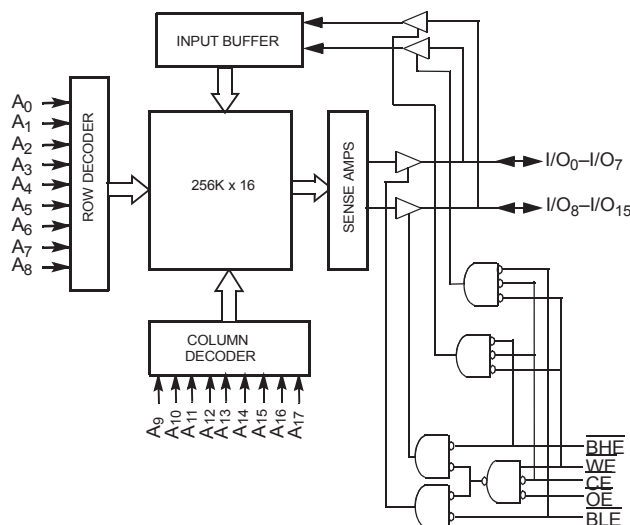 INPUT BUFFER
A0
A1
A2
A3
A4
A5
A6
A7
A8
ROW DECODER
256K x 16
SENSE AMPS
I/O0–I/O7
I/O8–I/O15
COLUMN
DECODER
A9
A10
A11
A12
A13
A14
A15
A16
A17
BHE
WE
CE
OE
BLE